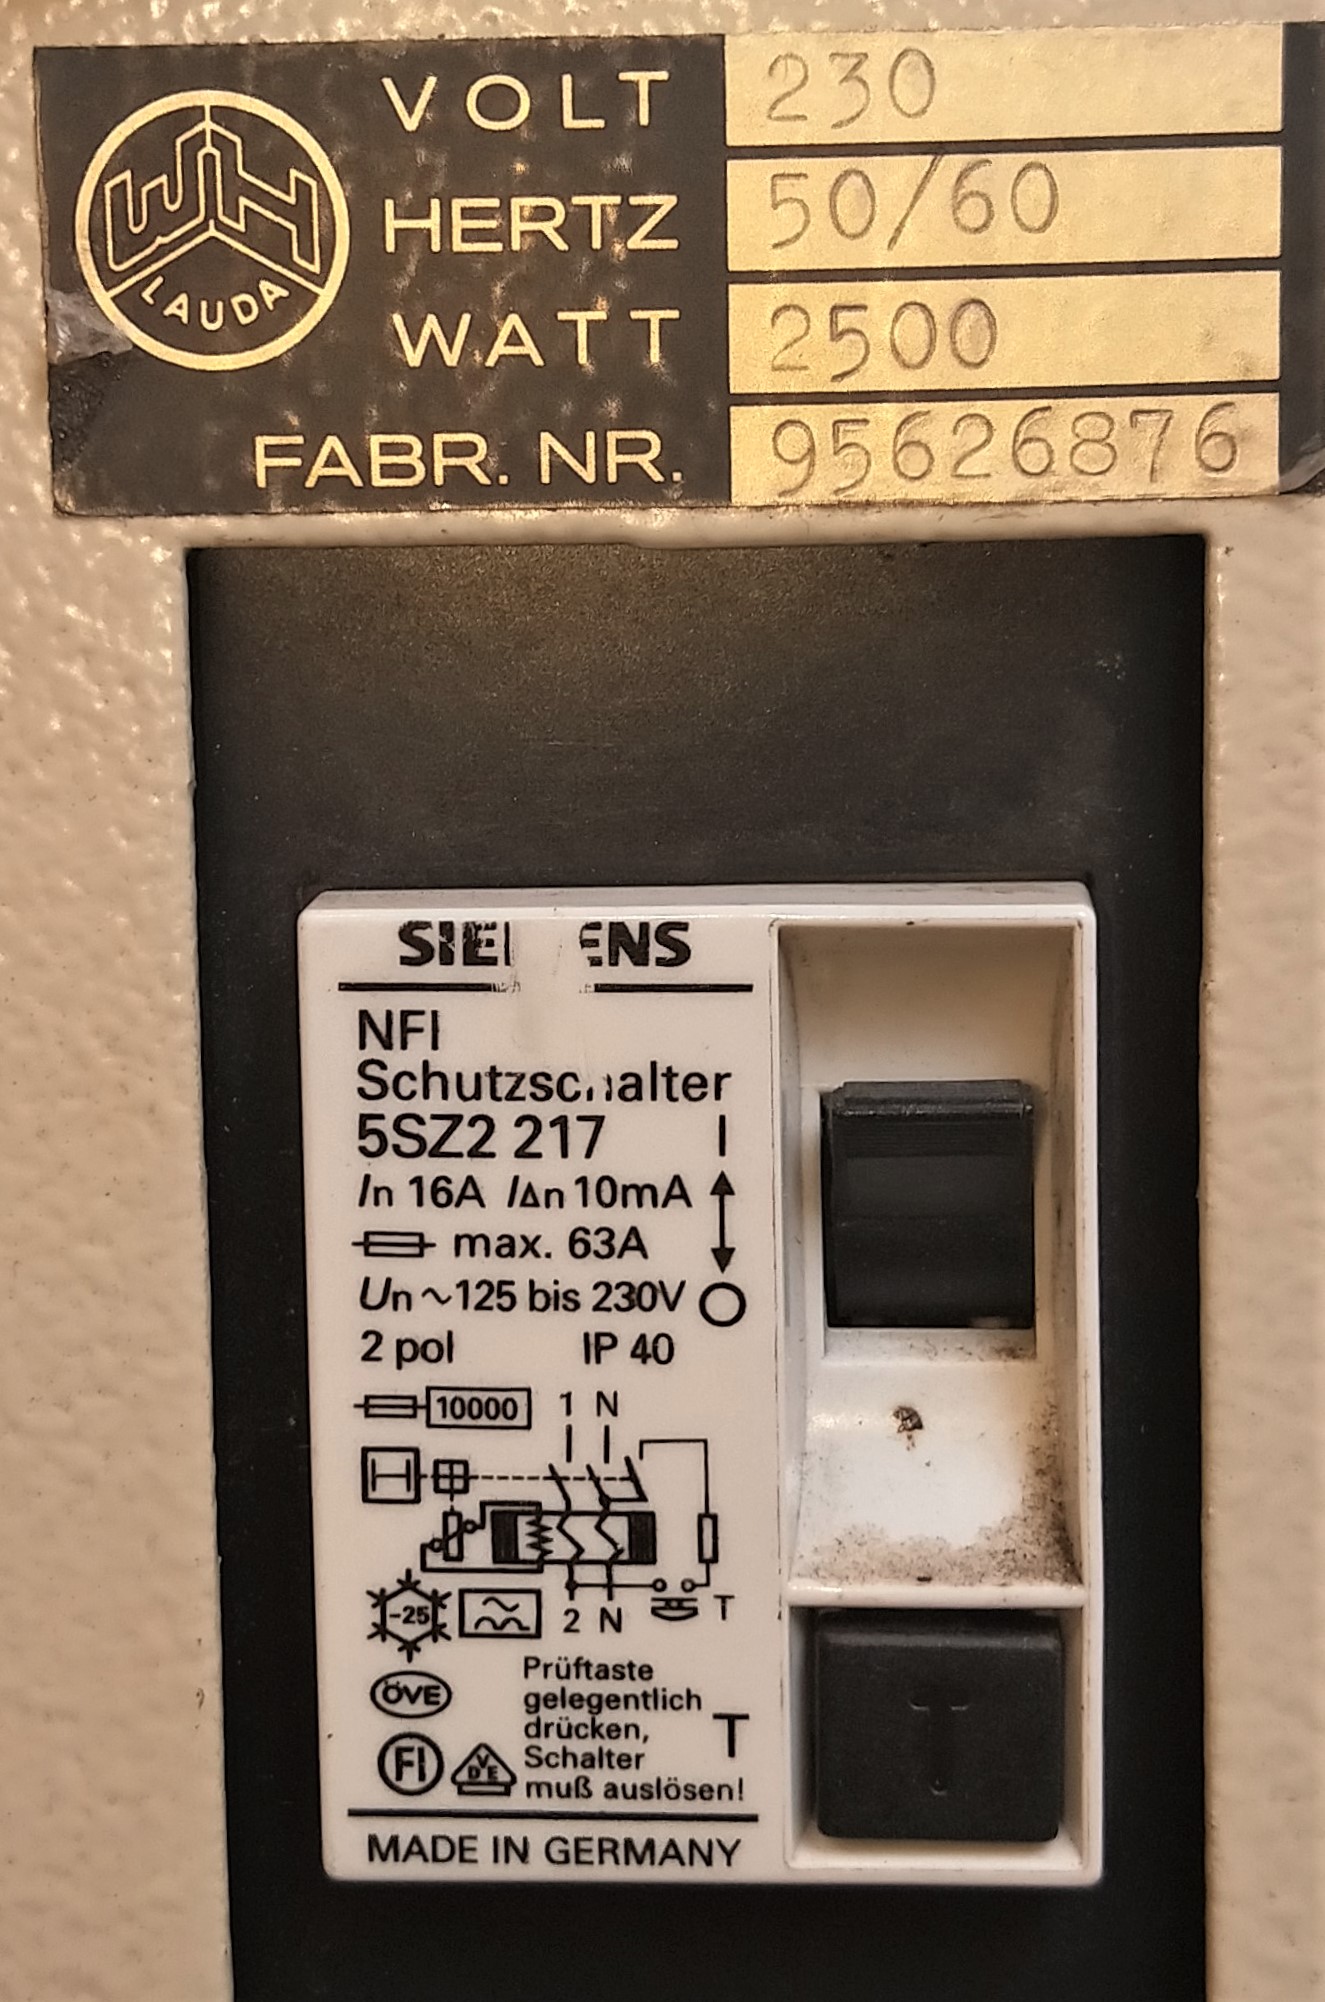 VOLT 230
HERTZ 50/60
WATT 2500
FABR. NR. 95626876
WH
LAUDA
NFI
5SZ2 217 I
In 16A I∆n 10mA
max. 63A
Un ~125 bis 230V O
2 pol IP 40
10000 1 N
-25 2 N T
ÖVE
FI
VDE
Prüftaste
gelegentlich
drücken,
Schalter
muß auslösen!
T
MADE IN GERMANY
T